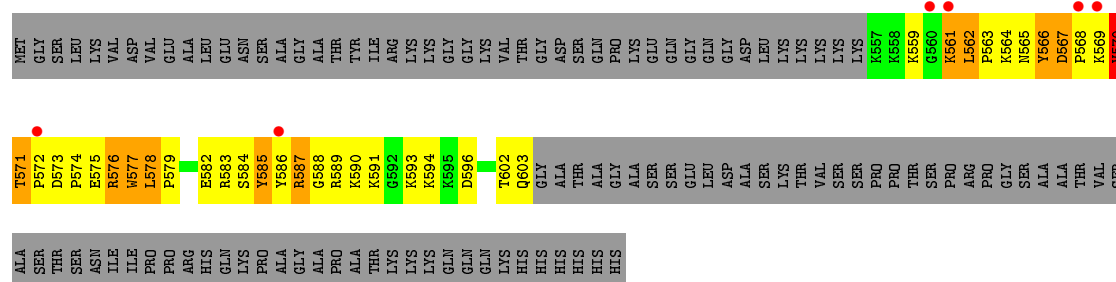 MET GLY SER LEU LYS VAL ASP VAL GLU ALA LEU GLU ASN SER ALA GLY ALA THR TYR ILE ARG LYS LYS GLY GLY LYS VAL THR GLY ASP SER GLN PRO LYS GLU GLN GLY GLN GLY ASP LEU LYS LYS LYS LYS LYS K557 K558 K559 G560 K561 L562 P563 K564 N565 Y566 D567 P568 K569
T571 P572 D573 P574 E575 R576 W577 L578 P579 E582 R583 S584 Y585 Y586 R587 G588 R589 K590 K591 G592 K593 K594 K595 D596 T602 Q603 GLY ALA THR ALA GLY ALA SER SER GLU LEU ASP ALA SER LYS THR VAL SER SER PRO PRO THR SER PRO ARG PRO GLY SER ALA ALA THR VAL
ALA SER THR SER ASN ILE ILE PRO PRO ARG HIS GLN LYS PRO ALA GLY ALA PRO ALA THR LYS LYS LYS GLN GLN GLN LYS HIS HIS HIS HIS HIS HIS